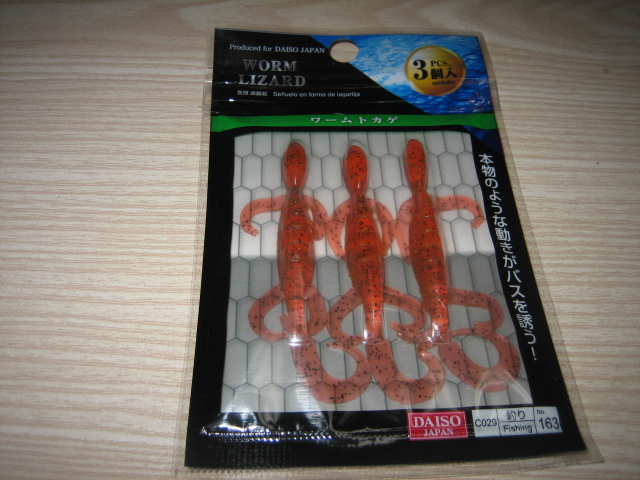 Produced for DAISO JAPAN
WORM
LIZARD
Señuelo en forma de lagartija
3 PCS.
個入
unidades
ワームトカゲ
本物のような動きがバスを誘う!
DAISO
JAPAN
C029
釣り
Fishing
No.
163